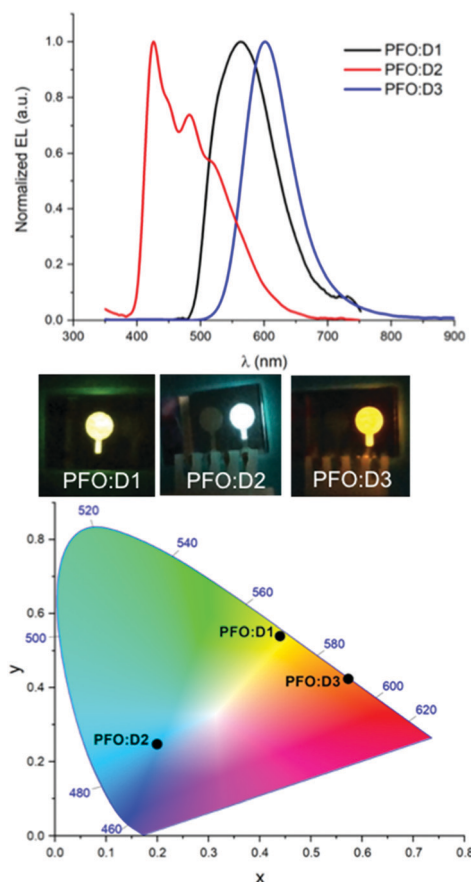 PFO:D1
PFO:D2
PFO:D3
Normalized EL (a.u.)
1.0
0.8
0.6
0.4
0.2
0.0
300 400 500 600 700 800 900
λ (nm)
PFO:D1 PFO:D2 PFO:D3
0.8
0.6
0.4
0.2
0.0
y
520
540
560
500
580
600
620
480
460
PFO:D1
PFO:D3
PFO:D2
0.0 0.1 0.2 0.3 0.4 0.5 0.6 0.7 0.8
x